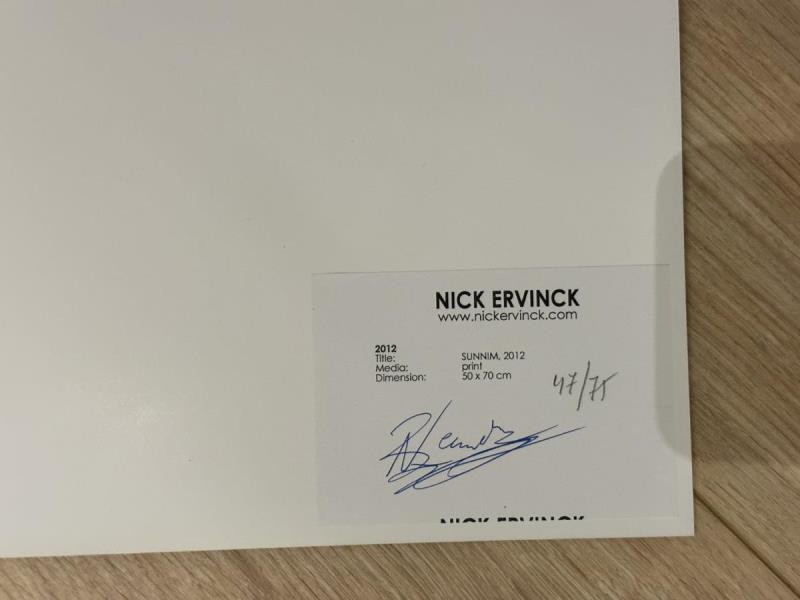 NICK ERVINCK
www.nickervinck.com
2012
Title: SUNNIM, 2012
Media: print
Dimension: 50 x 70 cm
47/75
NICK ERVINCK